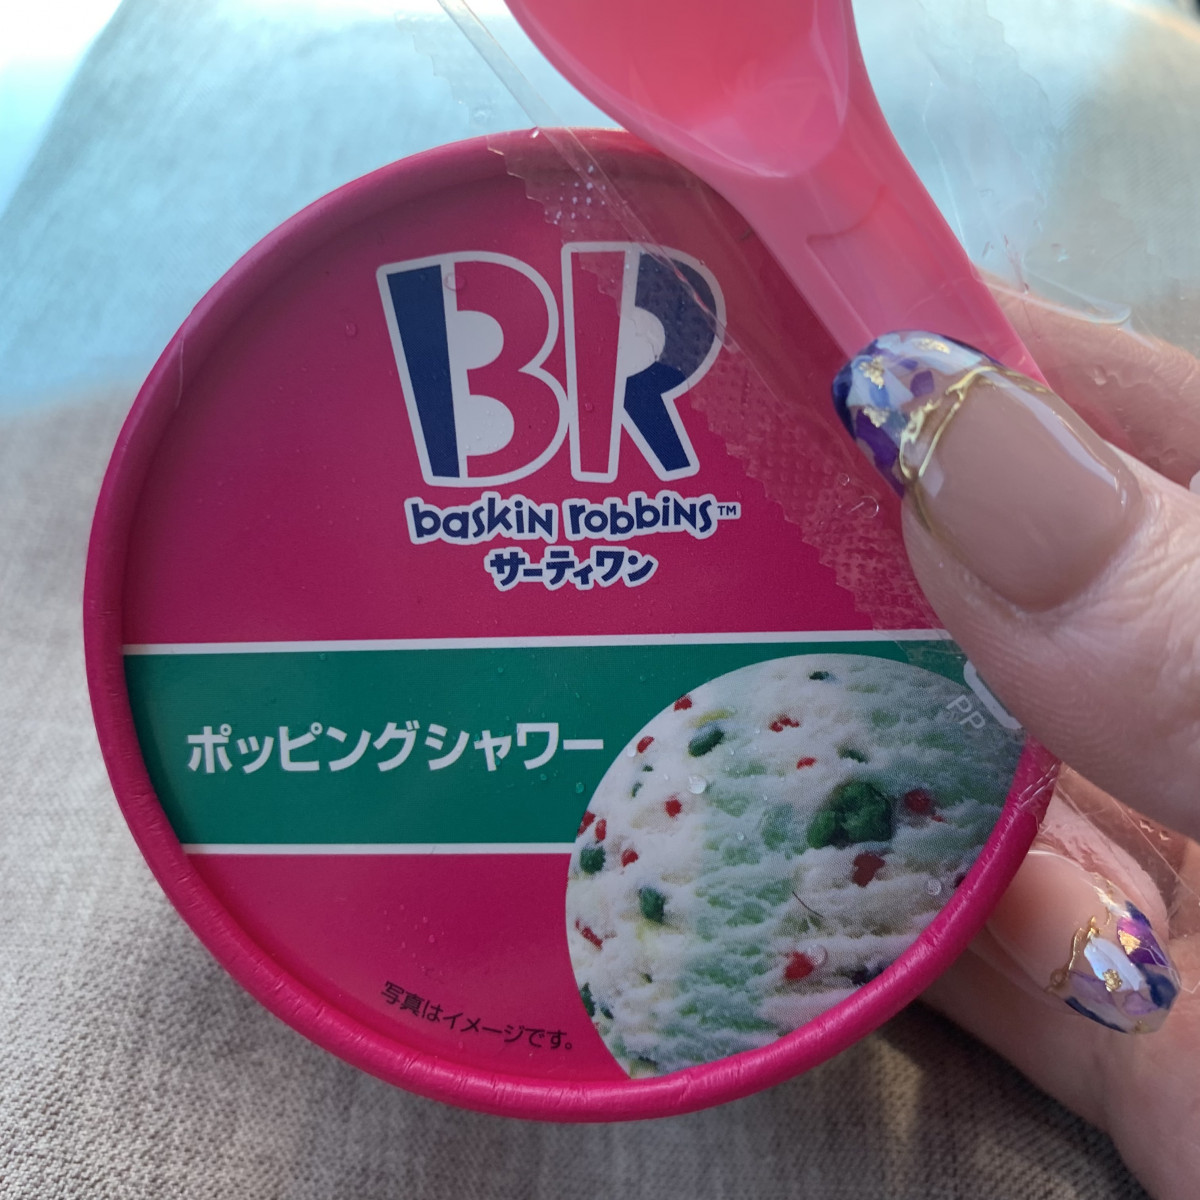 BR
baskin robbins™
サーティワン
ポッピングシャワー
PP
写真はイメージです。